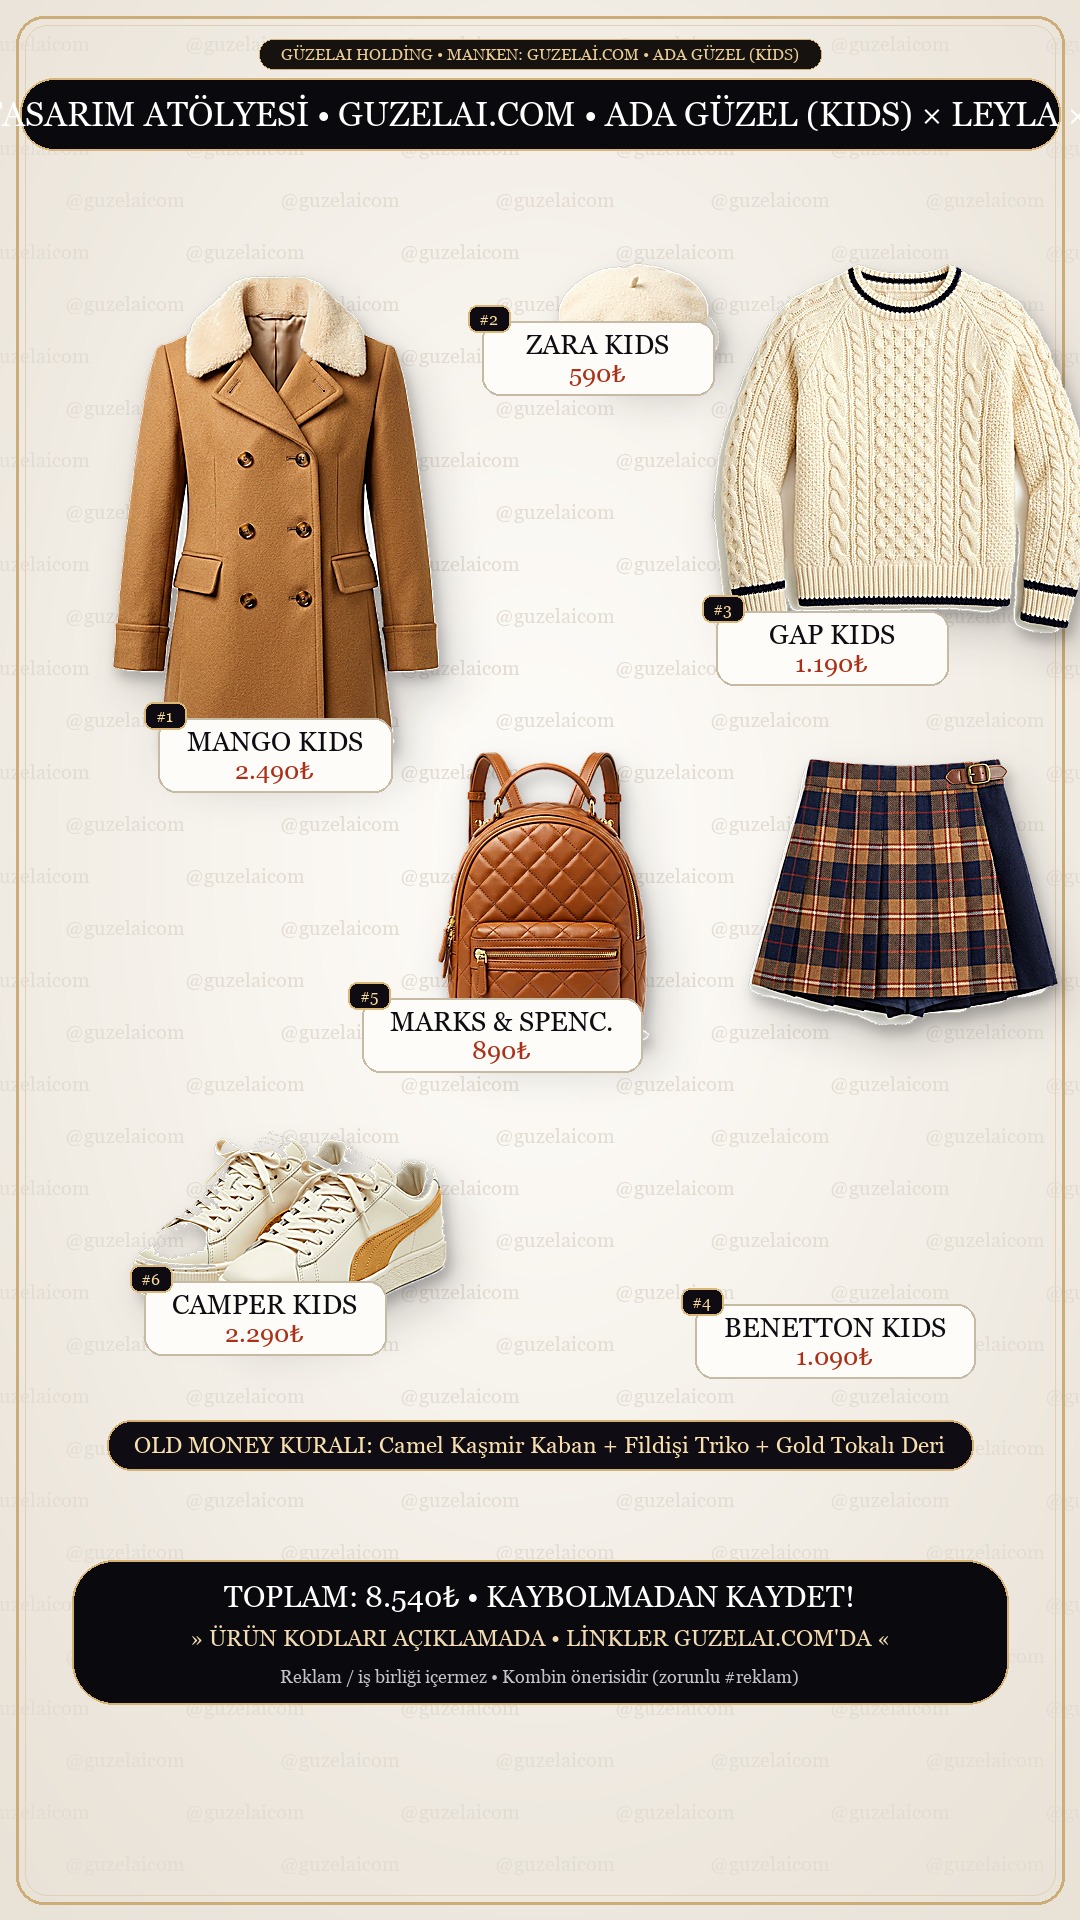 GÜZELAI HOLDİNG • MANKEN: GUZELAİ.COM • ADA GÜZEL (KİDS)
ASARIM ATÖLYESİ • GUZELAI.COM • ADA GÜZEL (KIDS) × LEYLA ×
@guzelaicom
#2
ZARA KIDS
590₺
#3
GAP KIDS
1.190₺
#1
MANGO KIDS
2.490₺
#5
MARKS & SPENC.
890₺
#6
CAMPER KIDS
2.290₺
#4
BENETTON KIDS
1.090₺
OLD MONEY KURALI: Camel Kaşmir Kaban + Fildişi Triko + Gold Tokalı Deri
TOPLAM: 8.540₺ • KAYBOLMADAN KAYDET!
» ÜRÜN KODLARI AÇIKLAMADA • LİNKLER GUZELAI.COM'DA «
Reklam / iş birliği içermez • Kombin önerisidir (zorunlu #reklam)